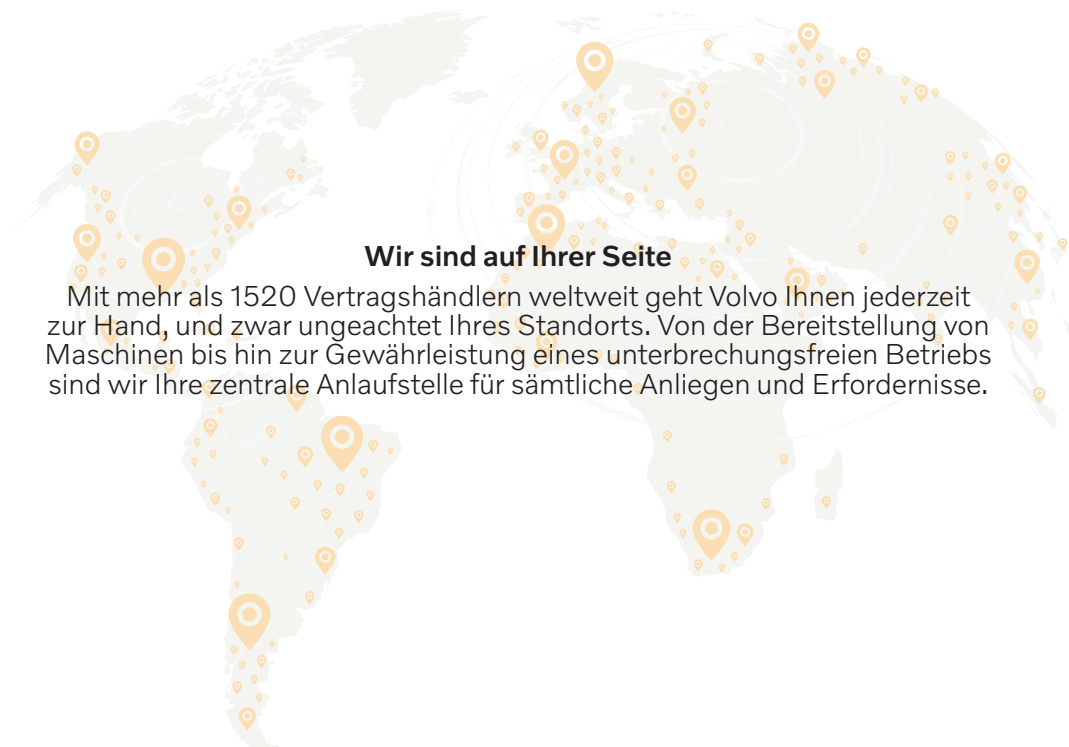 Wir sind auf Ihrer Seite
Mit mehr als 1520 Vertragshändlern weltweit geht Volvo Ihnen jederzeit
zur Hand, und zwar ungeachtet Ihres Standorts. Von der Bereitstellung von
Maschinen bis hin zur Gewährleistung eines unterbrechungsfreien Betriebs
sind wir Ihre zentrale Anlaufstelle für sämtliche Anliegen und Erfordernisse.